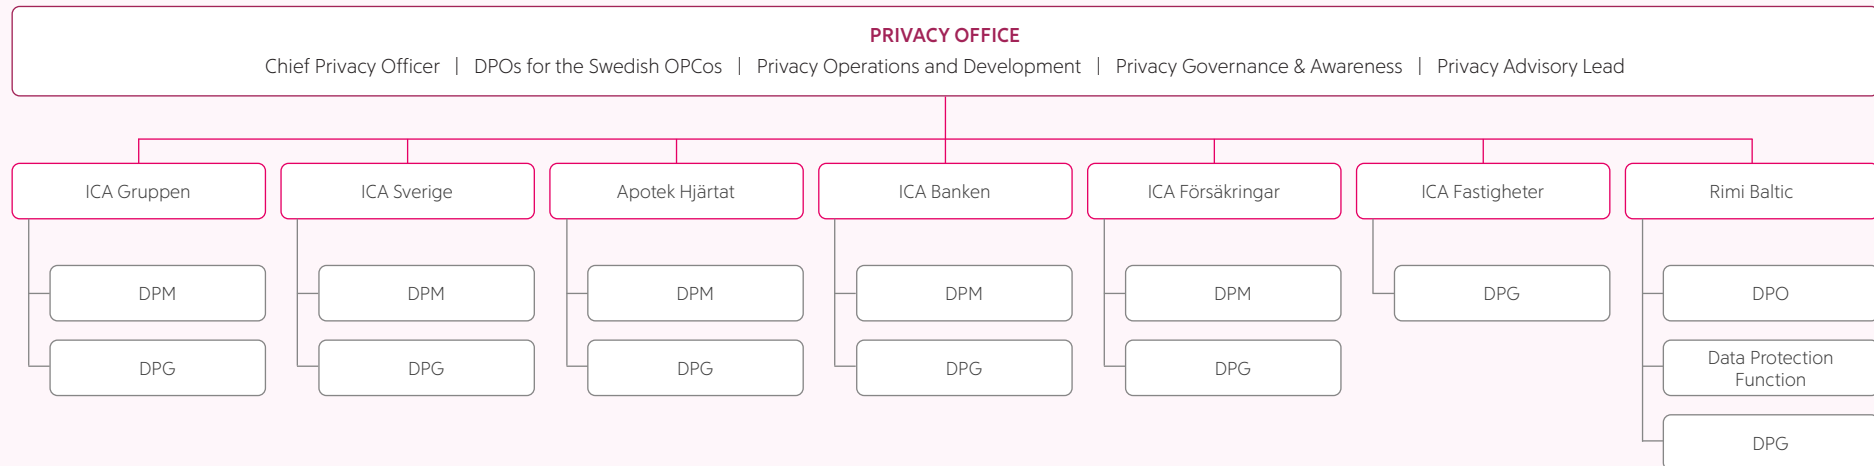 PRIVACY OFFICE
Chief Privacy Officer | DPOs for the Swedish OPCos | Privacy Operations and Development | Privacy Governance & Awareness | Privacy Advisory Lead
ICA Gruppen
ICA Sverige
Apotek Hjärtat
ICA Banken
ICA Försäkringar
ICA Fastigheter
Rimi Baltic
DPM
DPM
DPM
DPM
DPM
DPG
DPO
DPG
DPG
DPG
DPG
DPG
Data Protection
Function
DPG